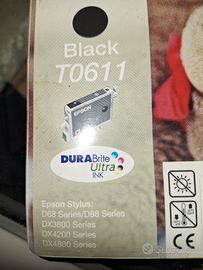 Black
T0611
EPSON
DURABrite
Ultra
INK
Epson Stylus:
D68 Series/D88 Series
DX3800 Series
DX4200 Series
DX4800 Series
CE